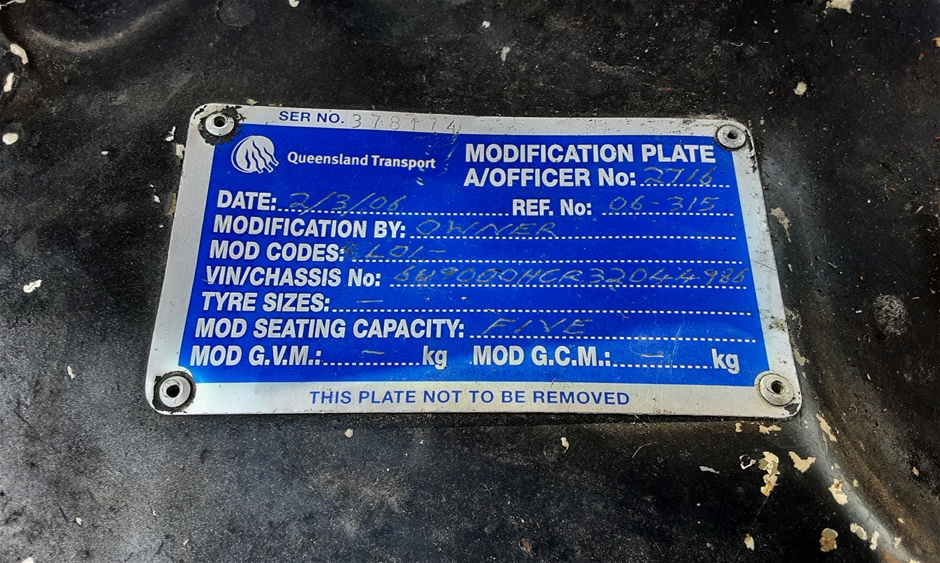 SER NO. 378174
Queensland Transport
MODIFICATION PLATE
A/OFFICER No: 2716
DATE: 2/3/06 REF. No: 06-315
MODIFICATION BY: OWNER
MOD CODES: LO1-
VIN/CHASSIS No:
TYRE SIZES: –
MOD SEATING CAPACITY: FIVE
MOD G.V.M.: – kg MOD G.C.M.: – kg
THIS PLATE NOT TO BE REMOVED